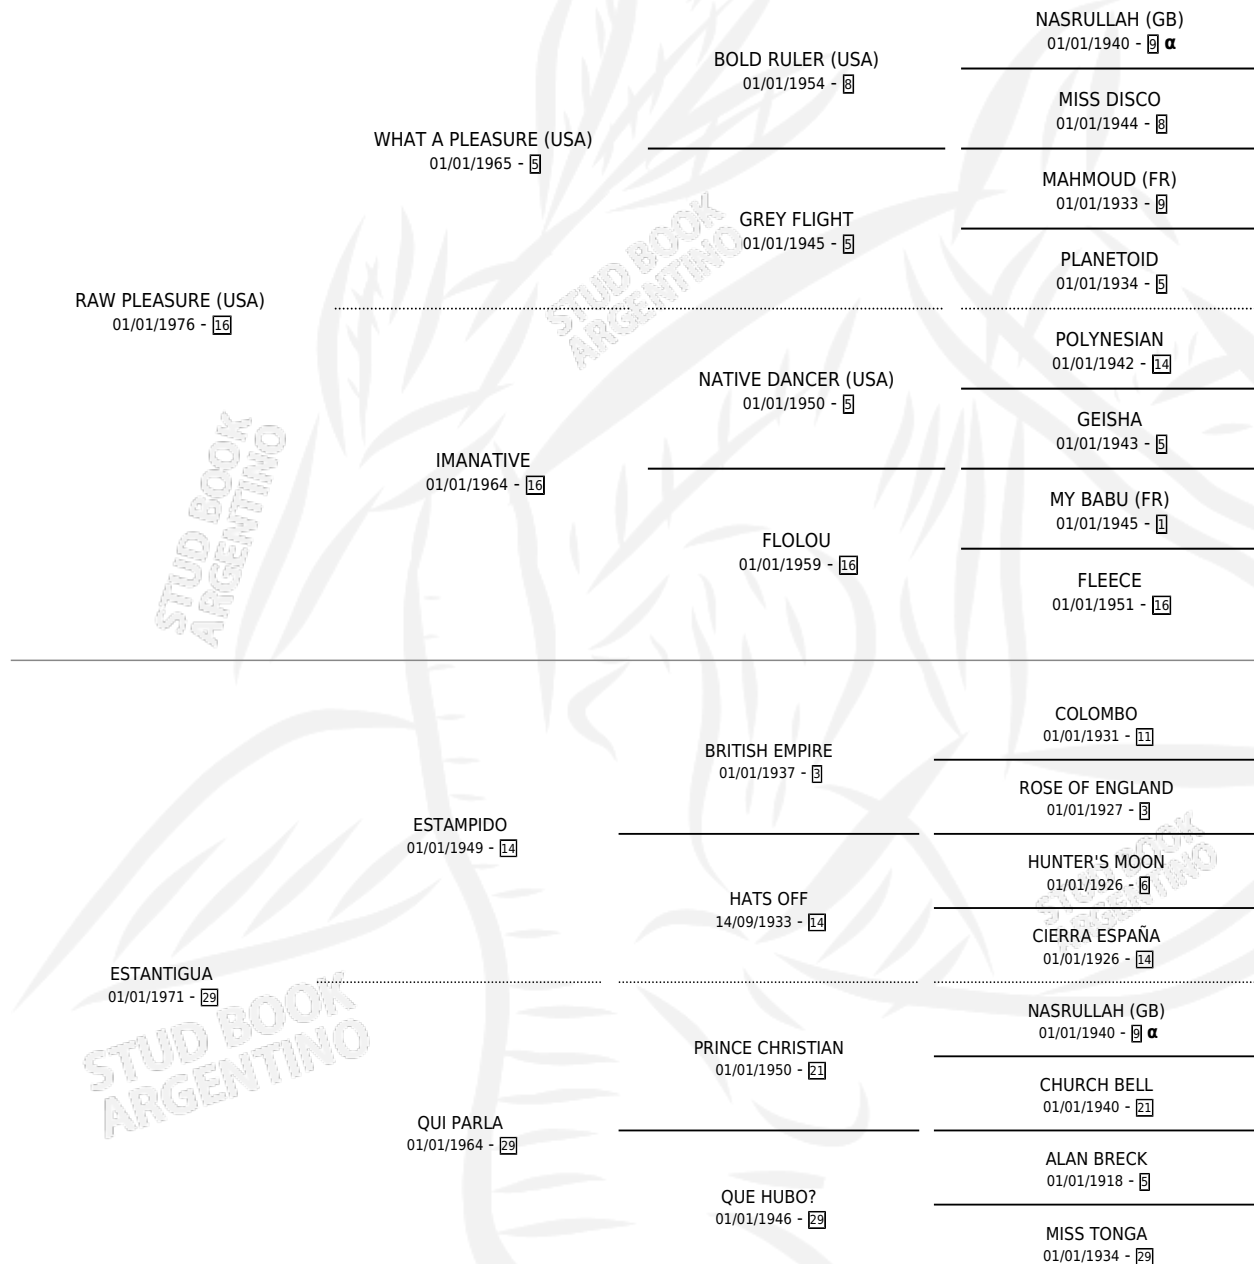 NASRULLAH (GB)
01/01/1940 - 9 α
BOLD RULER (USA)
01/01/1954 - 8
MISS DISCO
01/01/1944 - 8
WHAT A PLEASURE (USA)
01/01/1965 - 5
MAHMOUD (FR)
01/01/1933 - 9
GREY FLIGHT
01/01/1945 - 5
PLANETOID
01/01/1934 - 5
RAW PLEASURE (USA)
01/01/1976 - 16
STUD BOOK
ARGENTINO
POLYNESIAN
01/01/1942 - 14
NATIVE DANCER (USA)
01/01/1950 - 5
GEISHA
01/01/1943 - 5
IMANATIVE
01/01/1964 - 16
MY BABU (FR)
01/01/1945 - 1
FLOLOU
01/01/1959 - 16
FLEECE
01/01/1951 - 16
STUD BOOK
ARGENTINO
COLOMBO
01/01/1931 - 11
BRITISH EMPIRE
01/01/1937 - 3
ROSE OF ENGLAND
01/01/1927 - 3
ESTAMPIDO
01/01/1949 - 14
HUNTER'S MOON
01/01/1926 - 6
STUD BOOK
ARGENTINO
HATS OFF
14/09/1933 - 14
CIERRA ESPAÑA
01/01/1926 - 14
ESTANTIGUA
01/01/1971 - 29
STUD BOOK
ARGENTINO
NASRULLAH (GB)
01/01/1940 - 9 α
PRINCE CHRISTIAN
01/01/1950 - 21
CHURCH BELL
01/01/1940 - 21
QUI PARLA
01/01/1964 - 29
ALAN BRECK
01/01/1918 - 5
QUE HUBO?
01/01/1946 - 29
MISS TONGA
01/01/1934 - 29